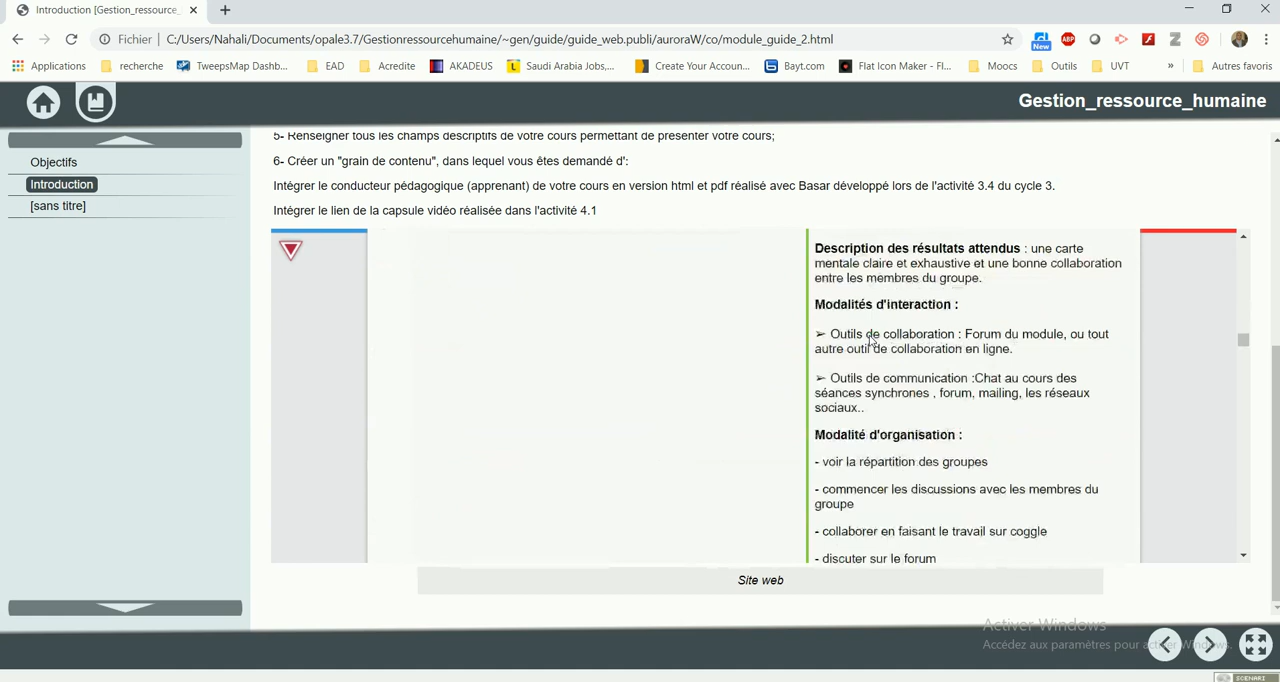 Introduction [Gestion_ressource_
Fichier | C:/Users/Nahali/Documents/opale3.7/Gestionressourcehumaine/~gen/guide/guide_web.publi/auroraW/co/module_guide_2.html
New
ABP
Applications recherche TweepsMap Dashb... EAD Acredite AKADEUS Saudi Arabia Jobs,... Create Your Accoun... Bayt.com Flat Icon Maker - Fl... Moocs Outils UVT » Autres favoris
Gestion_ressource_humaine
Objectifs
Introduction
[sans titre]
5- Renseigner tous les champs descriptifs de votre cours permettant de présenter votre cours;
6- Créer un "grain de contenu", dans lequel vous êtes demandé d':
Intégrer le conducteur pédagogique (apprenant) de votre cours en version html et pdf réalisé avec Basar développé lors de l'activité 3.4 du cycle 3.
Intégrer le lien de la capsule vidéo réalisée dans l'activité 4.1
Description des résultats attendus : une carte
mentale claire et exhaustive et une bonne collaboration
entre les membres du groupe.
Modalités d'interaction :
➢ Outils de collaboration : Forum du module, ou tout
autre outil de collaboration en ligne.
➢ Outils de communication :Chat au cours des
séances synchrones , forum, mailing, les réseaux
sociaux..
Modalité d'organisation :
- voir la répartition des groupes
- commencer les discussions avec les membres du
groupe
- collaborer en faisant le travail sur coggle
- discuter sur le forum
Site web
Activer Windows
Accédez aux paramètres pour activer Windows.
SCENARI